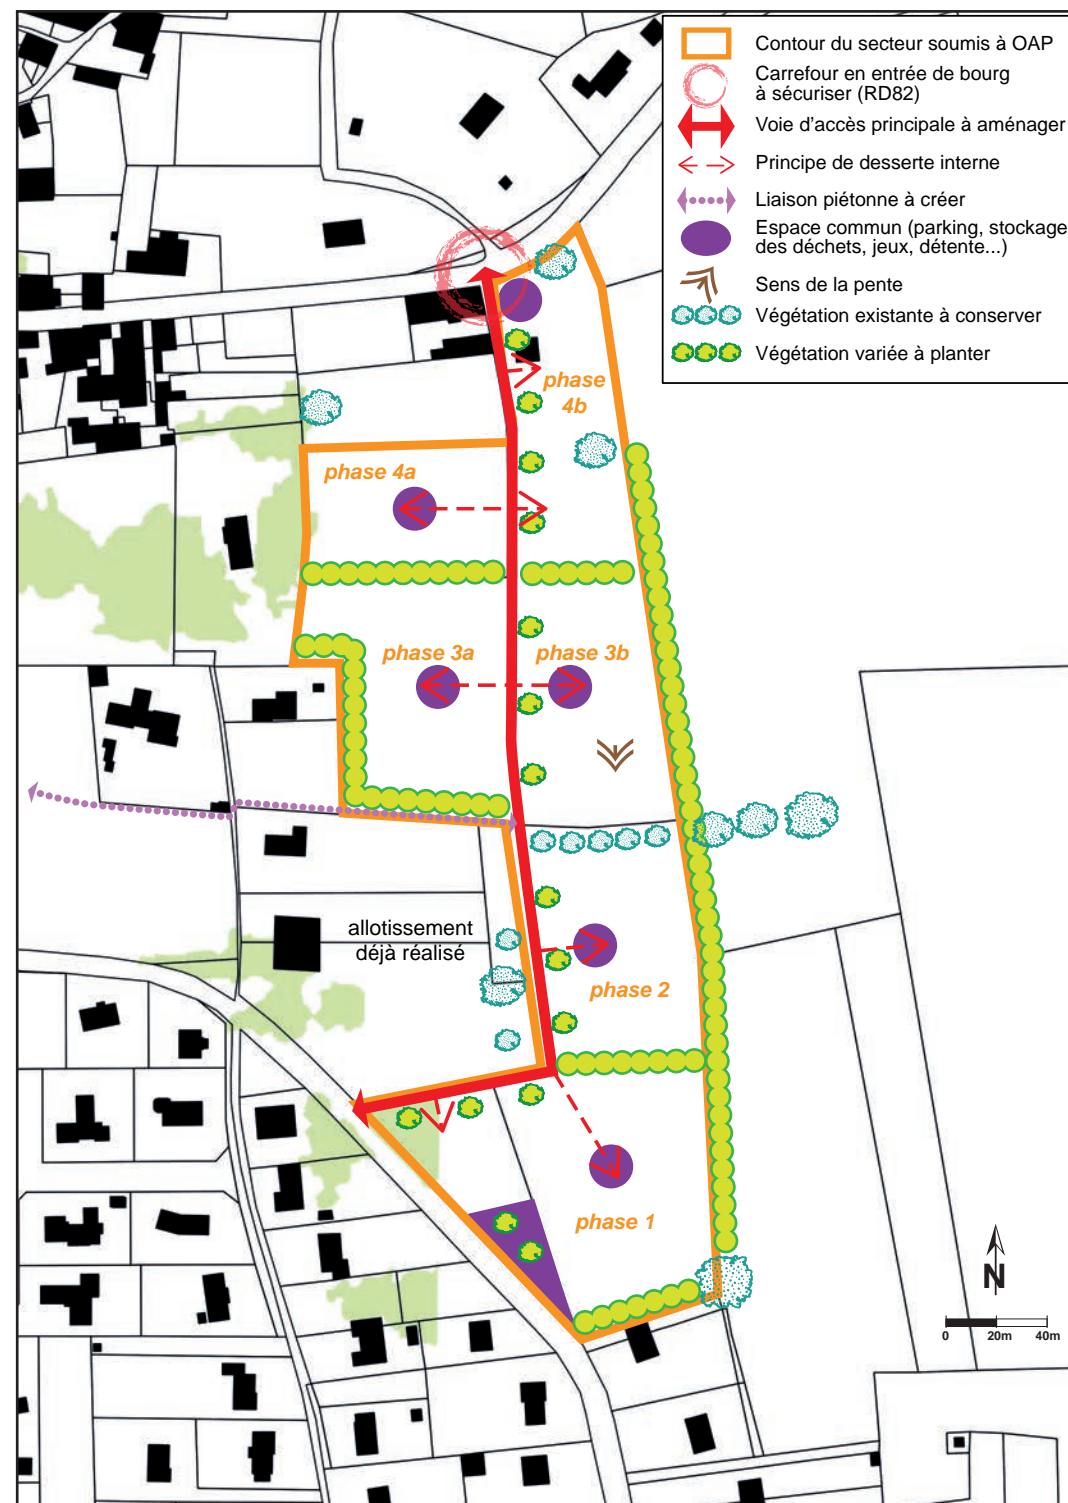 Contour du secteur soumis à OAP
Carrefour en entrée de bourg
à sécuriser (RD82)
Voie d'accès principale à aménager
Principe de desserte interne
Liaison piétonne à créer
Espace commun (parking, stockage
des déchets, jeux, détente...)
Sens de la pente
Végétation existante à conserver
Végétation variée à planter
phase
4b
phase 4a
phase 3a
phase 3b
allotissement
déjà réalisé
phase 2
phase 1
N
0 20m 40m